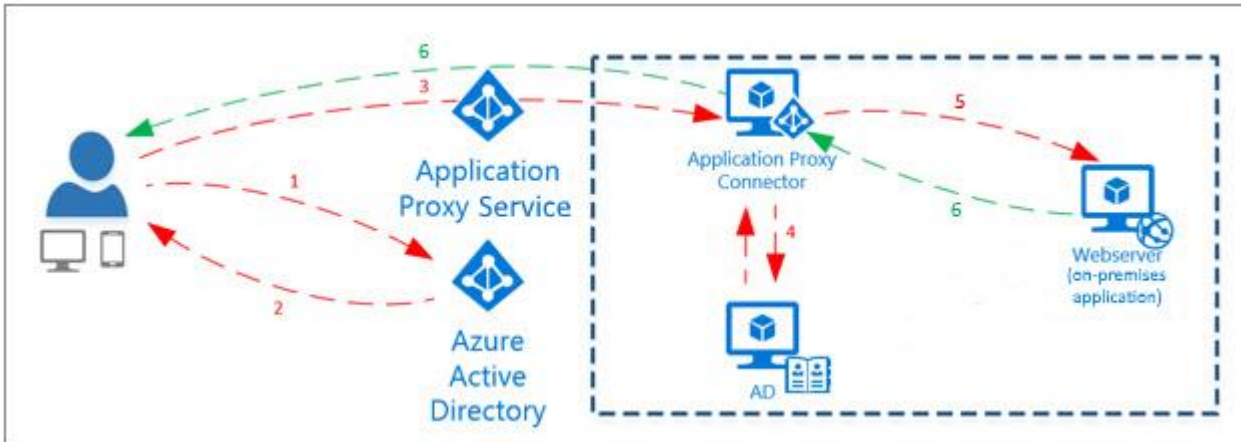 6
3
5
Application Proxy
Connector
Application
Proxy Service
1
4
6
2
Webserver
(on-premises
application)
Azure
Active
Directory
AD